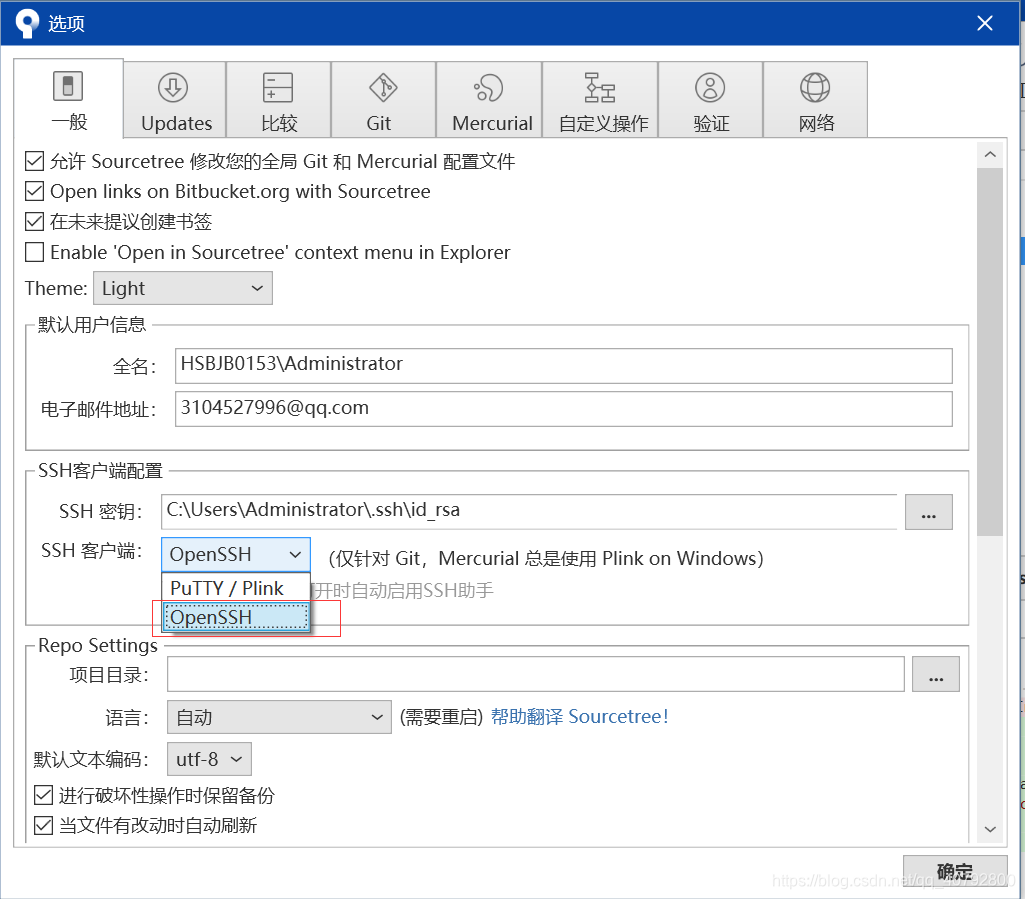 选项
一般 Updates 比较 Git Mercurial 自定义操作 验证 网络
允许 Sourcetree 修改您的全局 Git 和 Mercurial 配置文件
Open links on Bitbucket.org with Sourcetree
在未来提议创建书签
Enable 'Open in Sourcetree' context menu in Explorer
Theme: Light
默认用户信息
全名： HSBJB0153\Administrator
电子邮件地址： 3104527996@qq.com
SSH客户端配置
SSH 密钥： C:\Users\Administrator\.ssh\id_rsa ...
SSH 客户端： OpenSSH （仅针对 Git，Mercurial 总是使用 Plink on Windows）
PuTTY / Plink 开时自动启用SSH助手
OpenSSH
Repo Settings
项目目录： ...
语言： 自动 (需要重启) 帮助翻译 Sourcetree！
默认文本编码： utf-8
进行破坏性操作时保留备份
当文件有改动时自动刷新
确定
https://blog.csdn.net/qq_40792800